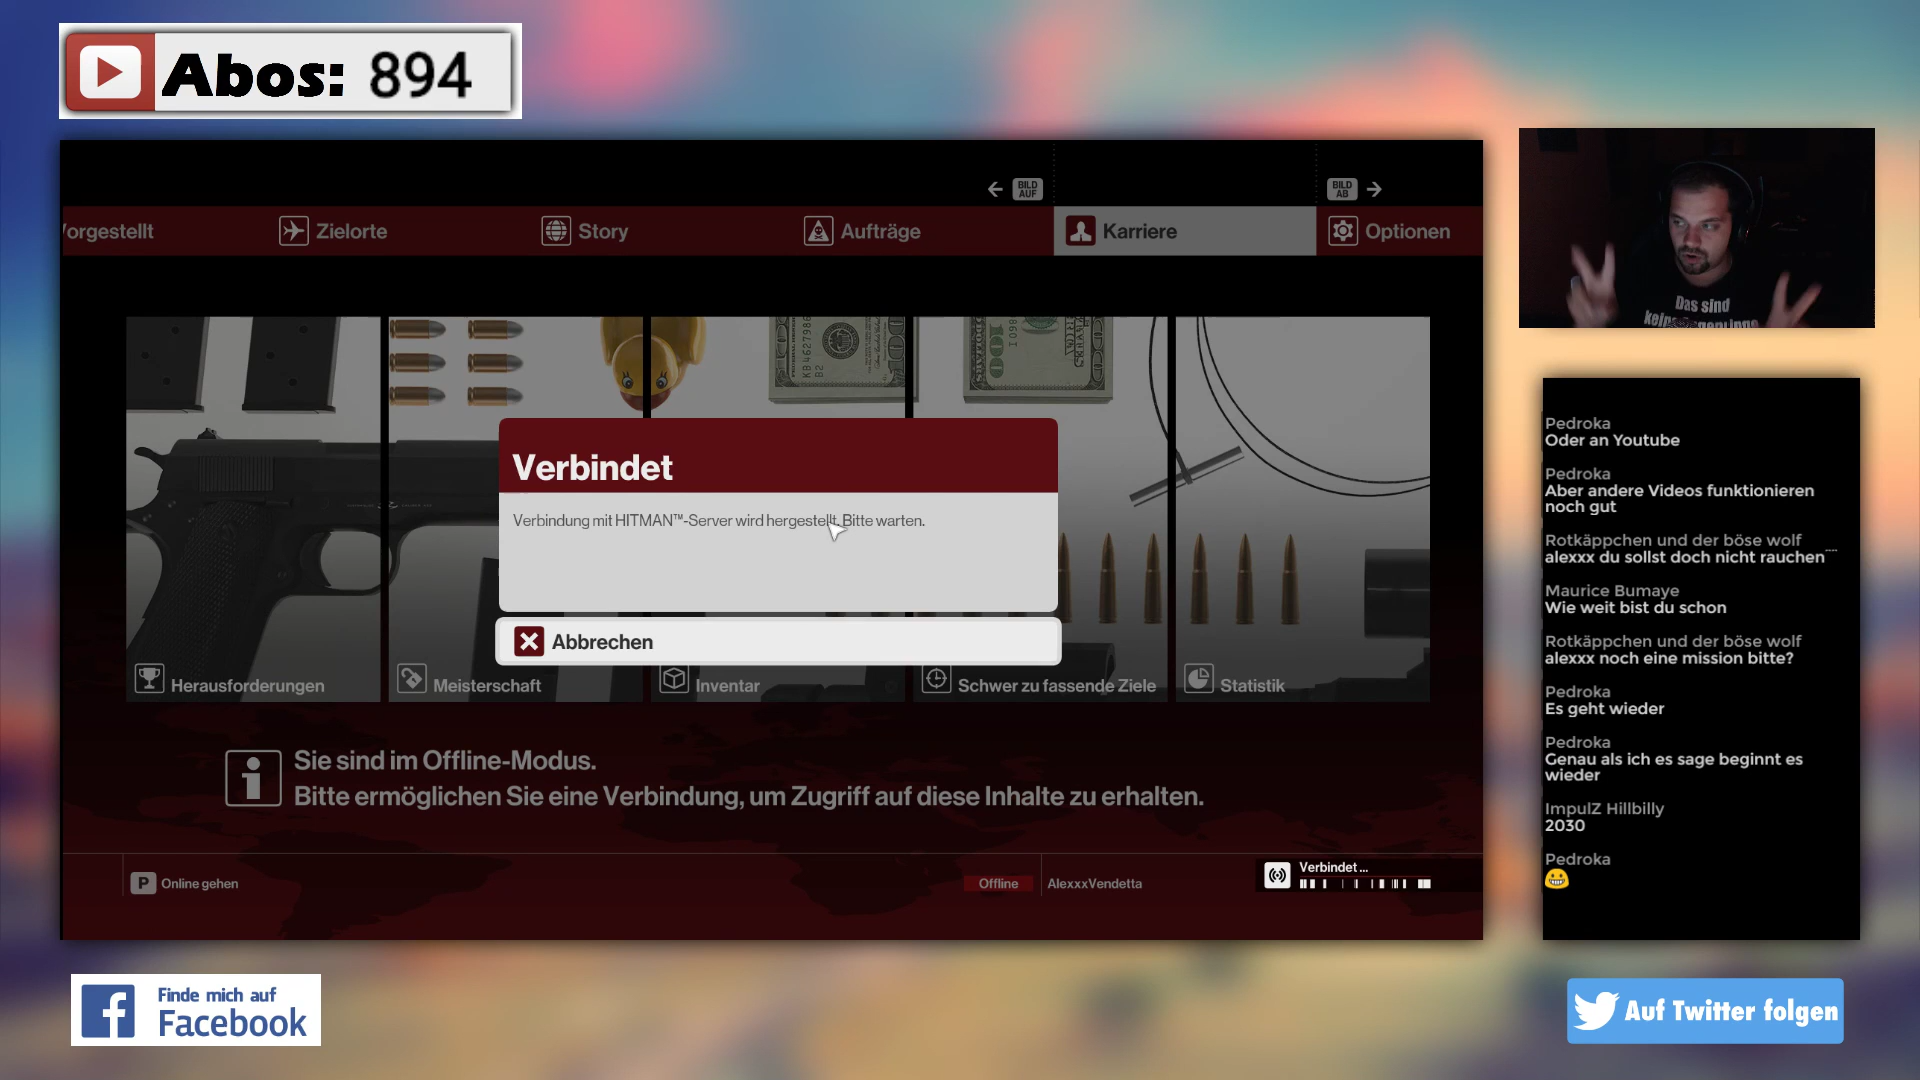 Abos: 894
BILD AUF
BILD AB
Vorgestellt
Zielorte
Story
Aufträge
Karriere
Optionen
Verbindet
Verbindung mit HITMAN™-Server wird hergestellt. Bitte warten.
Abbrechen
Herausforderungen
Meisterschaft
Inventar
Schwer zu fassende Ziele
Statistik
Sie sind im Offline-Modus.
Bitte ermöglichen Sie eine Verbindung, um Zugriff auf diese Inhalte zu erhalten.
P Online gehen
Offline
AlexxxVendetta
Verbindet ...
Das sind
Pedroka
Oder an Youtube
Pedroka
Aber andere Videos funktionieren
noch gut
Rotkäppchen und der böse wolf
alexxx du sollst doch nicht rauchen
Maurice Bumaye
Wie weit bist du schon
Rotkäppchen und der böse wolf
alexxx noch eine mission bitte?
Pedroka
Es geht wieder
Pedroka
Genau als ich es sage beginnt es
wieder
ImpulZ Hillbilly
2030
Pedroka
Finde mich auf
Facebook
Auf Twitter folgen